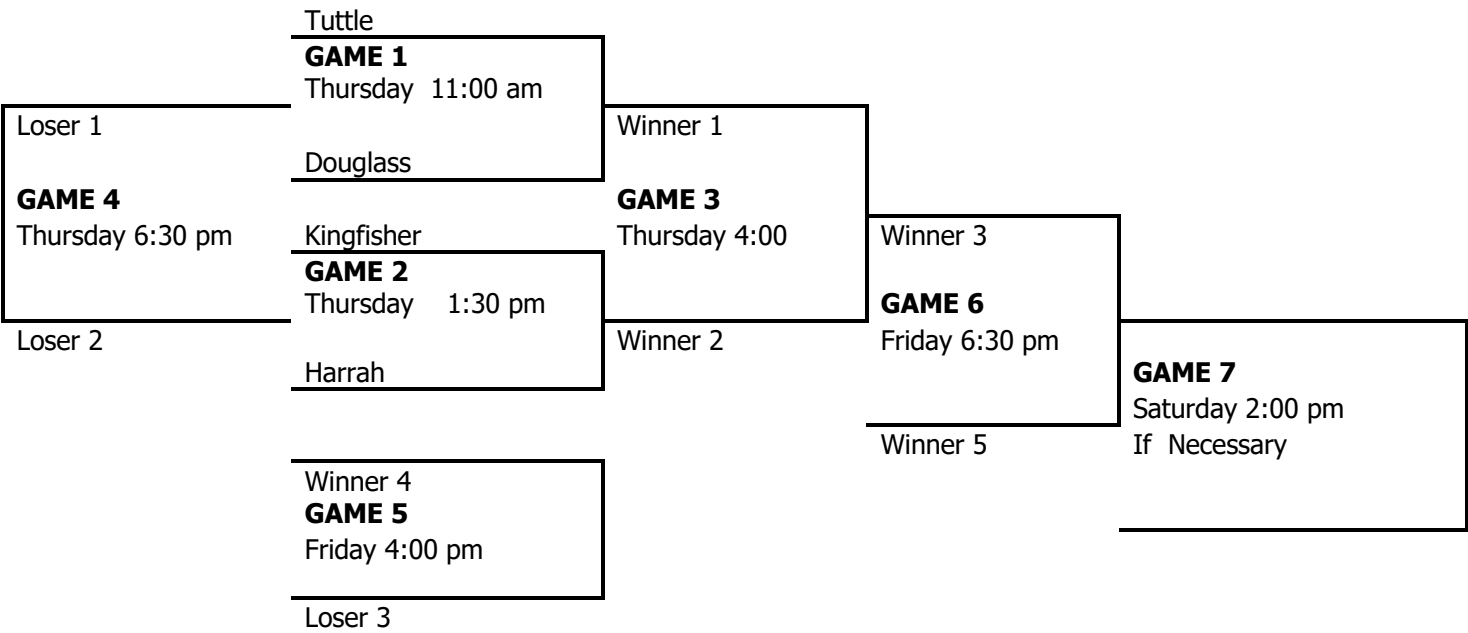 Tuttle
GAME 1
Thursday 11:00 am
Douglass
Loser 1
GAME 4
Thursday 6:30 pm
Loser 2
Kingfisher
GAME 2
Thursday 1:30 pm
Harrah
Winner 1
GAME 3
Thursday 4:00
Winner 2
Winner 3
GAME 6
Friday 6:30 pm
Winner 5
GAME 7
Saturday 2:00 pm
If Necessary
Winner 4
GAME 5
Friday 4:00 pm
Loser 3